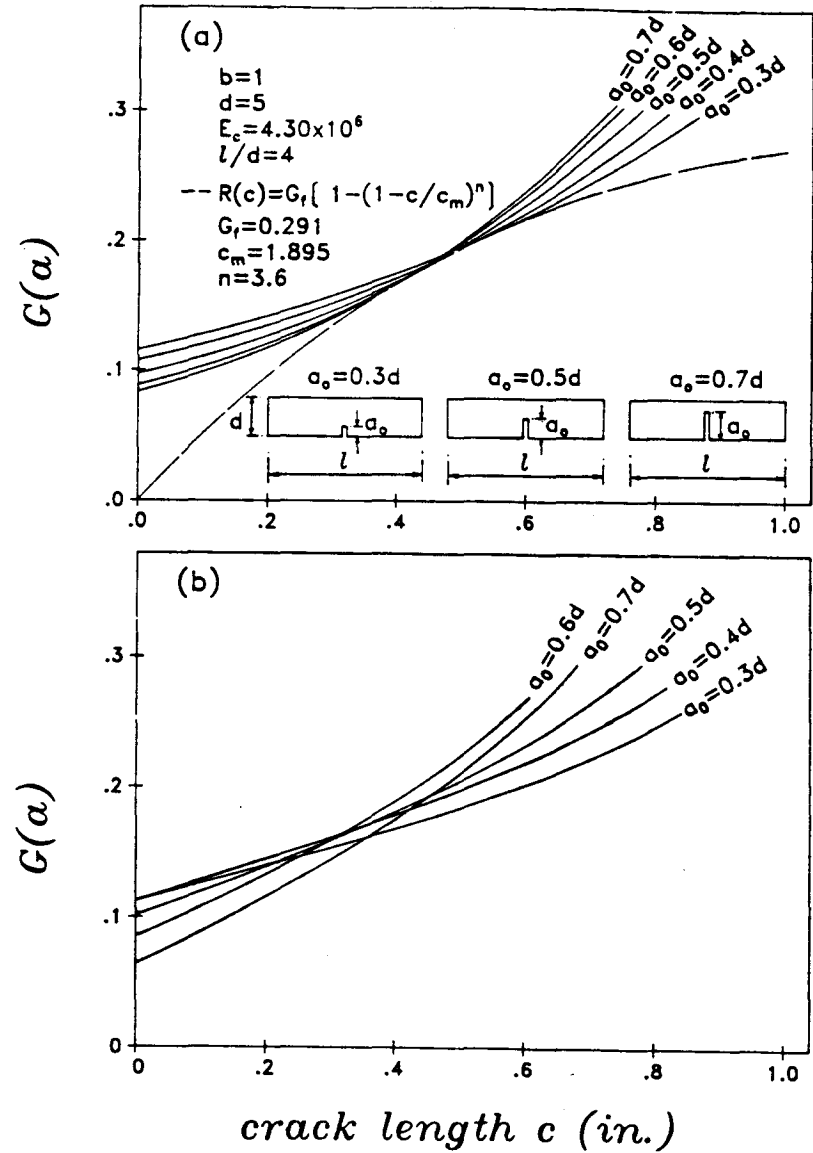 (a)
b=1
d=5
E_c=4.30x10^6
l/d=4
-- R(c)=G_f[ 1-(1-c/c_m)^n]
G_f=0.291
c_m=1.895
n=3.6
a_0=0.7d
a_0=0.6d
a_0=0.5d
a_0=0.4d
a_0=0.3d
G(a)
.3
.2
.1
.0
a_0=0.3d
a_0=0.5d
a_0=0.7d
d
a_0
a_0
a_0
l
l
l
.0
.2
.4
.6
.8
1.0
(b)
a_0=0.6d
a_0=0.7d
a_0=0.5d
a_0=0.4d
a_0=0.3d
G(a)
.3
.2
.1
0
0
.2
.4
.6
.8
1.0
crack length c (in.)